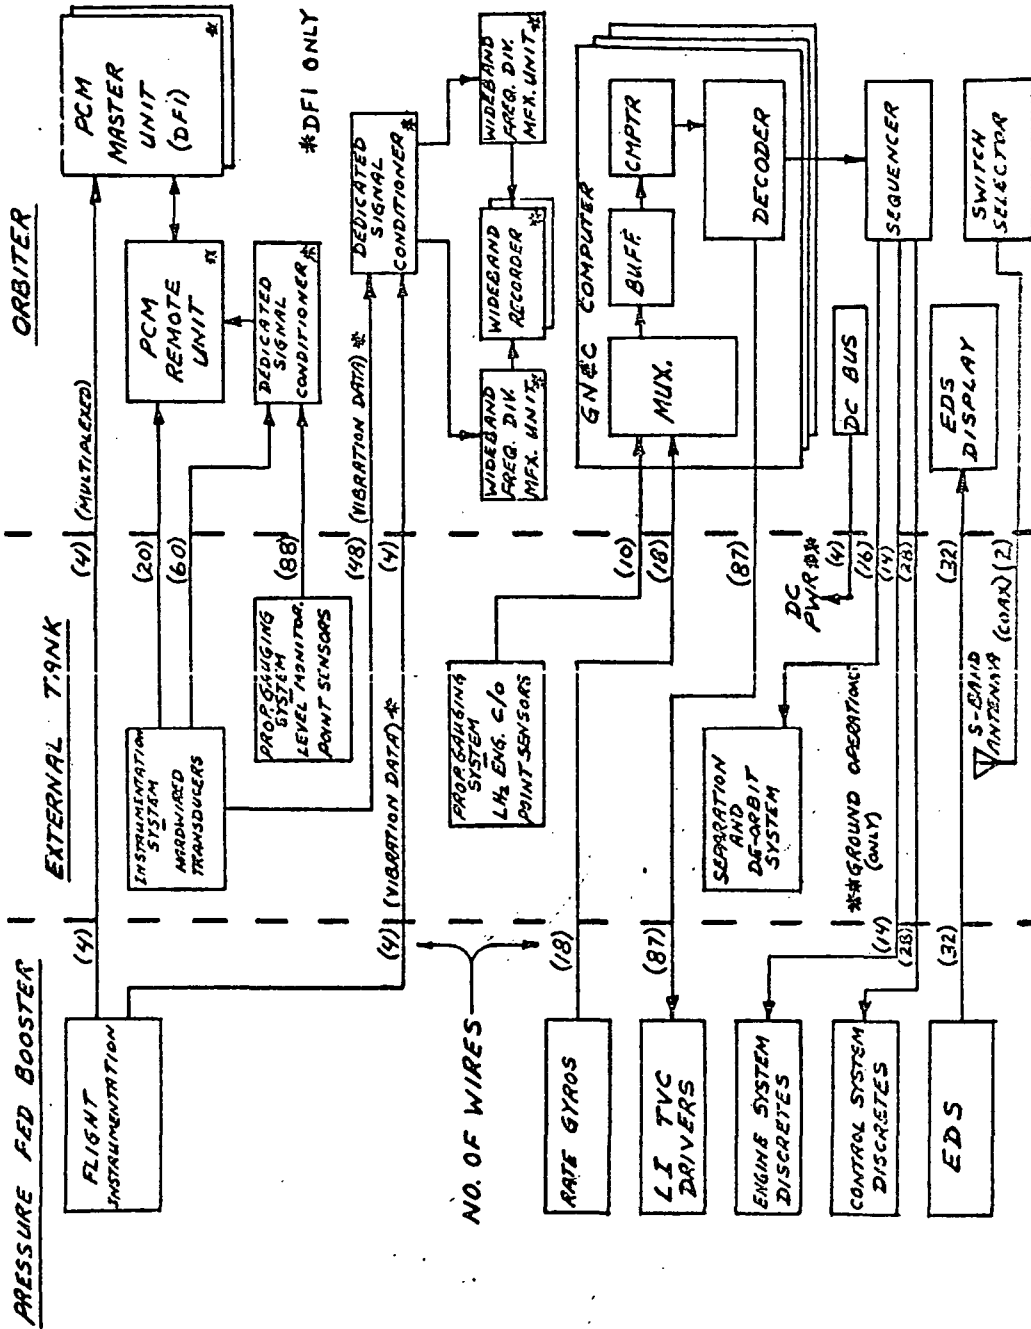 PRESSURE FED BOOSTER
EXTERNAL TANK
ORBITER
FLIGHT
INSTRUMENTATION
(4)
(4)
(4)
(MULTIPLEXED)
PCM
MASTER
UNIT
(DFI)
*
(20)
(60)
PCM
REMOTE
UNIT
*
INSTRUMENTATION
SYSTEM
HARDWIRED
TRANSDUCERS
PROP. GAUGING
SYSTEM
LEVEL MONITOR
POINT SENSORS
(88)
DEDICATED
SIGNAL
CONDITIONER*
*DFI ONLY
(VIBRATION DATA)*
(48)
(VIBRATION DATA)*
(4)
DEDICATED
SIGNAL
CONDITIONER*
NO. OF WIRES
WIDEBAND
FREQ. DIV.
MFX. UNIT*
WIDEBAND
RECORDER
*
WIDEBAND
FREQ. DIV.
MFX. UNIT*
PROP. GAUGING
SYSTEM
LH2 ENG. C/O
POINT SENSORS
(10)
(18)
(18)
RATE GYROS
GN&C COMPUTER
MUX.
BUFF
CMPTR
DECODER
LI TVC
DRIVERS
(87)
(87)
SEPARATION
AND
DE-ORBIT
SYSTEM
DC
PWR**
(4)
DC BUS
(16)
(14)
(28)
SEQUENCER
**GROUND OPERATIONS
(ONLY)
ENGINE SYSTEM
DISCRETES
(14)
(28)
CONTROL SYSTEM
DISCRETES
EDS
(32)
(32)
EDS
DISPLAY
S-BAND
ANTENNA
(COAX) (2)
SWITCH
SELECTOR